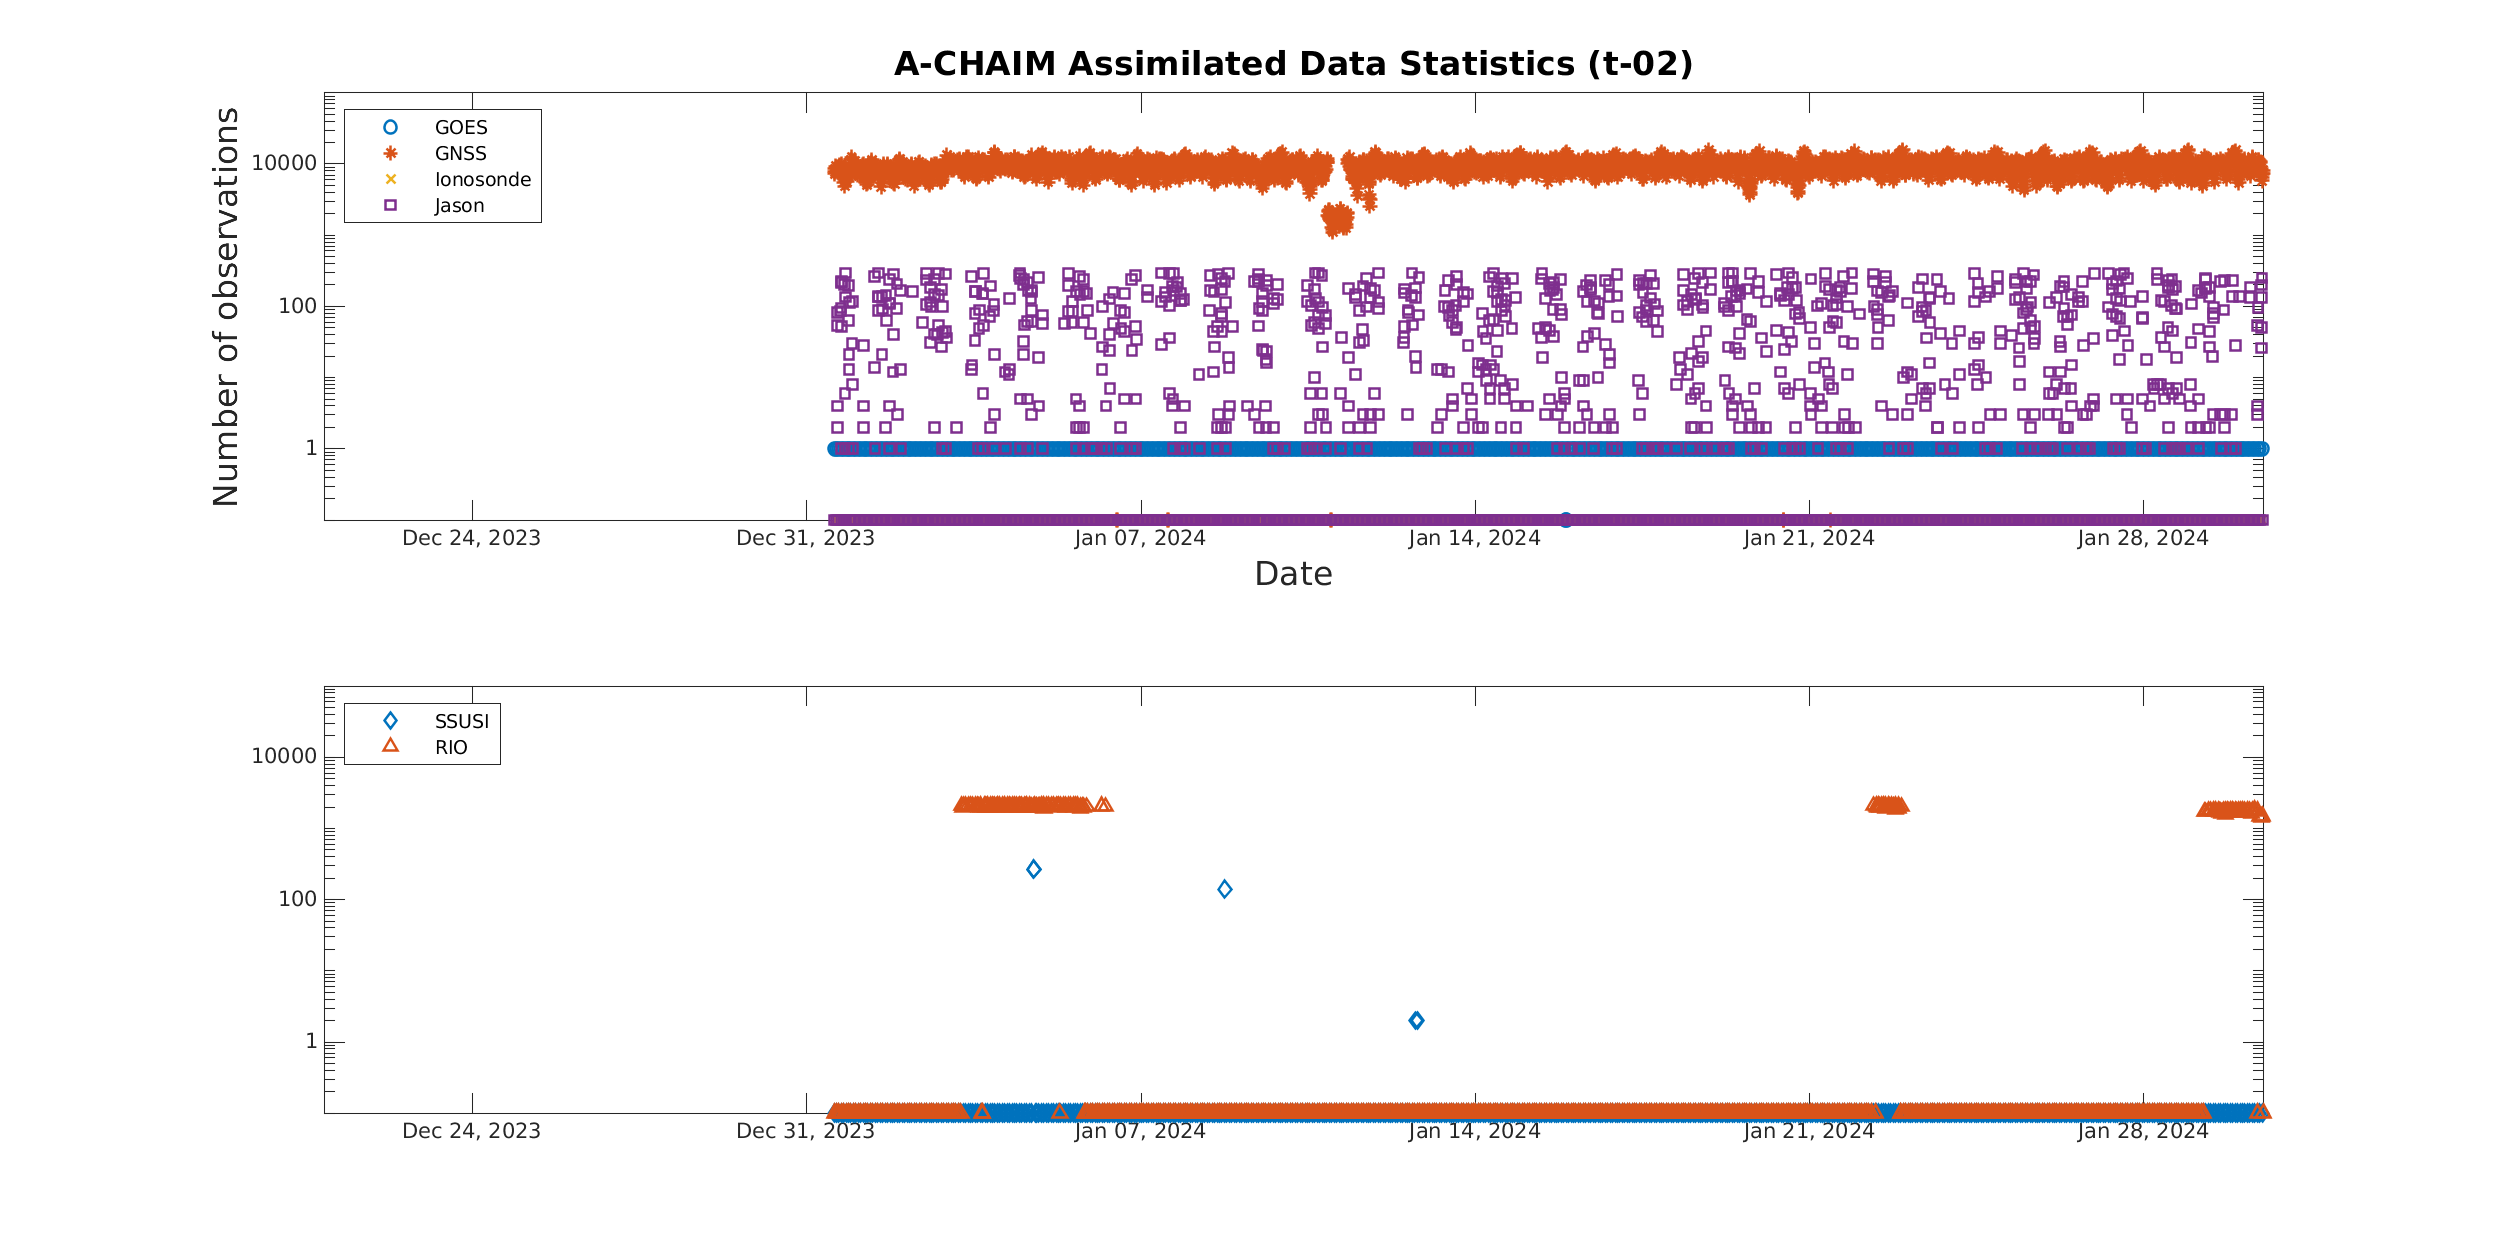 A-CHAIM Assimilated Data Statistics (t-02)
Number of observations
10000
100
1
GOES
GNSS
Ionosonde
Jason
Dec 24, 2023
Dec 31, 2023
Jan 07, 2024
Jan 14, 2024
Jan 21, 2024
Jan 28, 2024
Date
10000
100
1
SSUSI
RIO
Dec 24, 2023
Dec 31, 2023
Jan 07, 2024
Jan 14, 2024
Jan 21, 2024
Jan 28, 2024